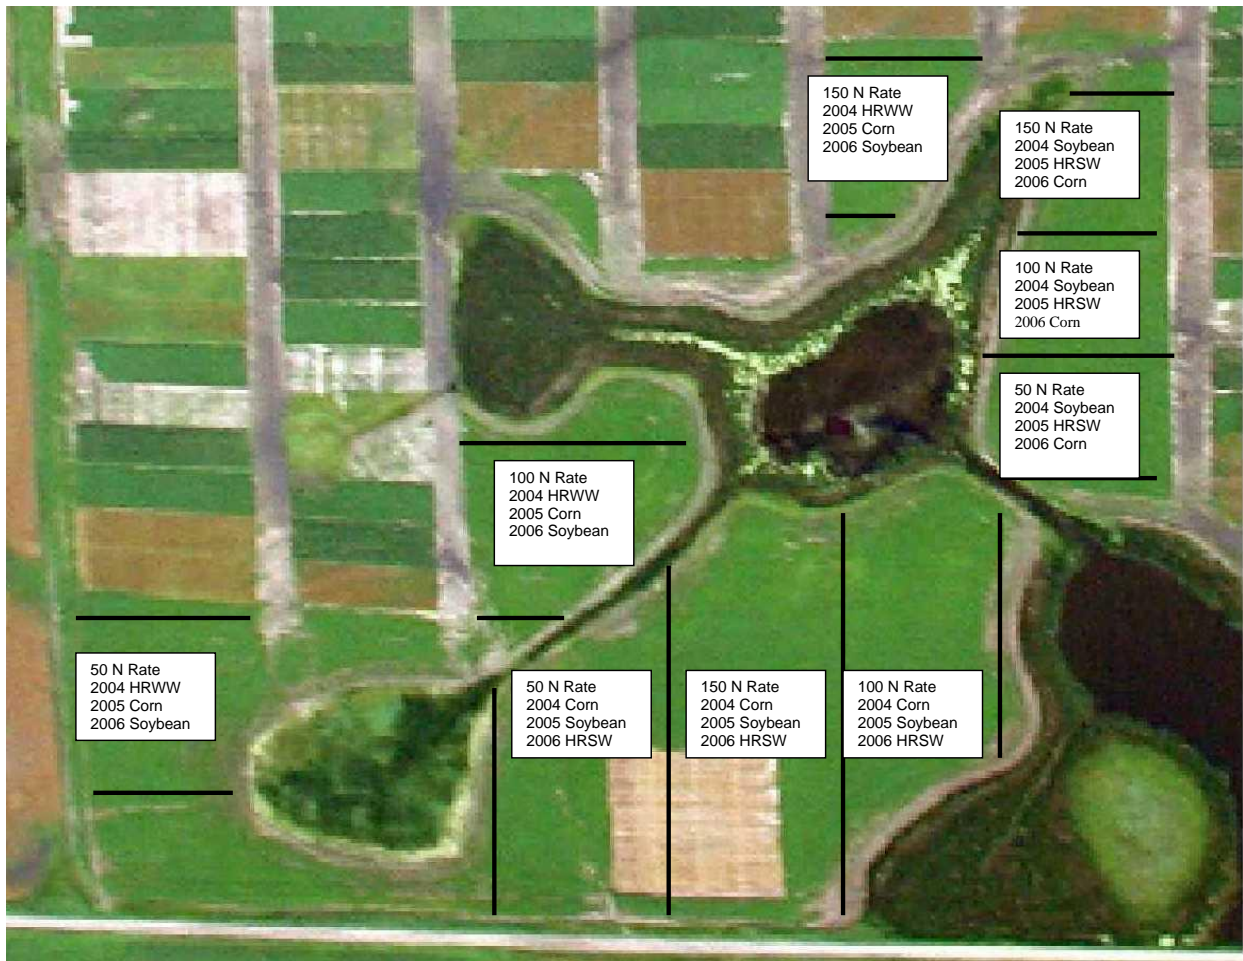 150 N Rate
2004 HRWW
2005 Corn
2006 Soybean
150 N Rate
2004 Soybean
2005 HRSW
2006 Corn
100 N Rate
2004 Soybean
2005 HRSW
2006 Corn
50 N Rate
2004 Soybean
2005 HRSW
2006 Corn
100 N Rate
2004 HRWW
2005 Corn
2006 Soybean
50 N Rate
2004 HRWW
2005 Corn
2006 Soybean
50 N Rate
2004 Corn
2005 Soybean
2006 HRSW
150 N Rate
2004 Corn
2005 Soybean
2006 HRSW
100 N Rate
2004 Corn
2005 Soybean
2006 HRSW